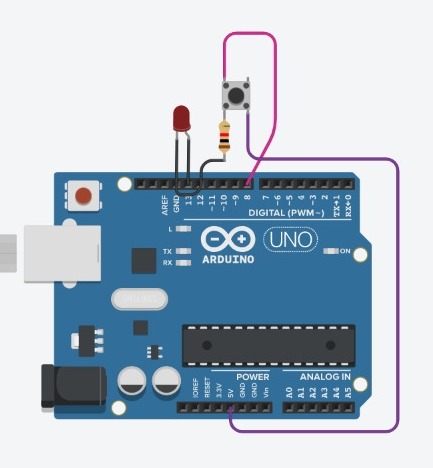 AREF
GND
13
12
~11
~10
~9
8
7
~6
~5
4
~3
2
TX→1
RX←0
DIGITAL (PWM~)
L
TX
RX
ARDUINO
UNO
ON
IOREF
RESET
3.3V
5V
GND
GND
Vin
POWER
ANALOG IN
A0
A1
A2
A3
A4
A5